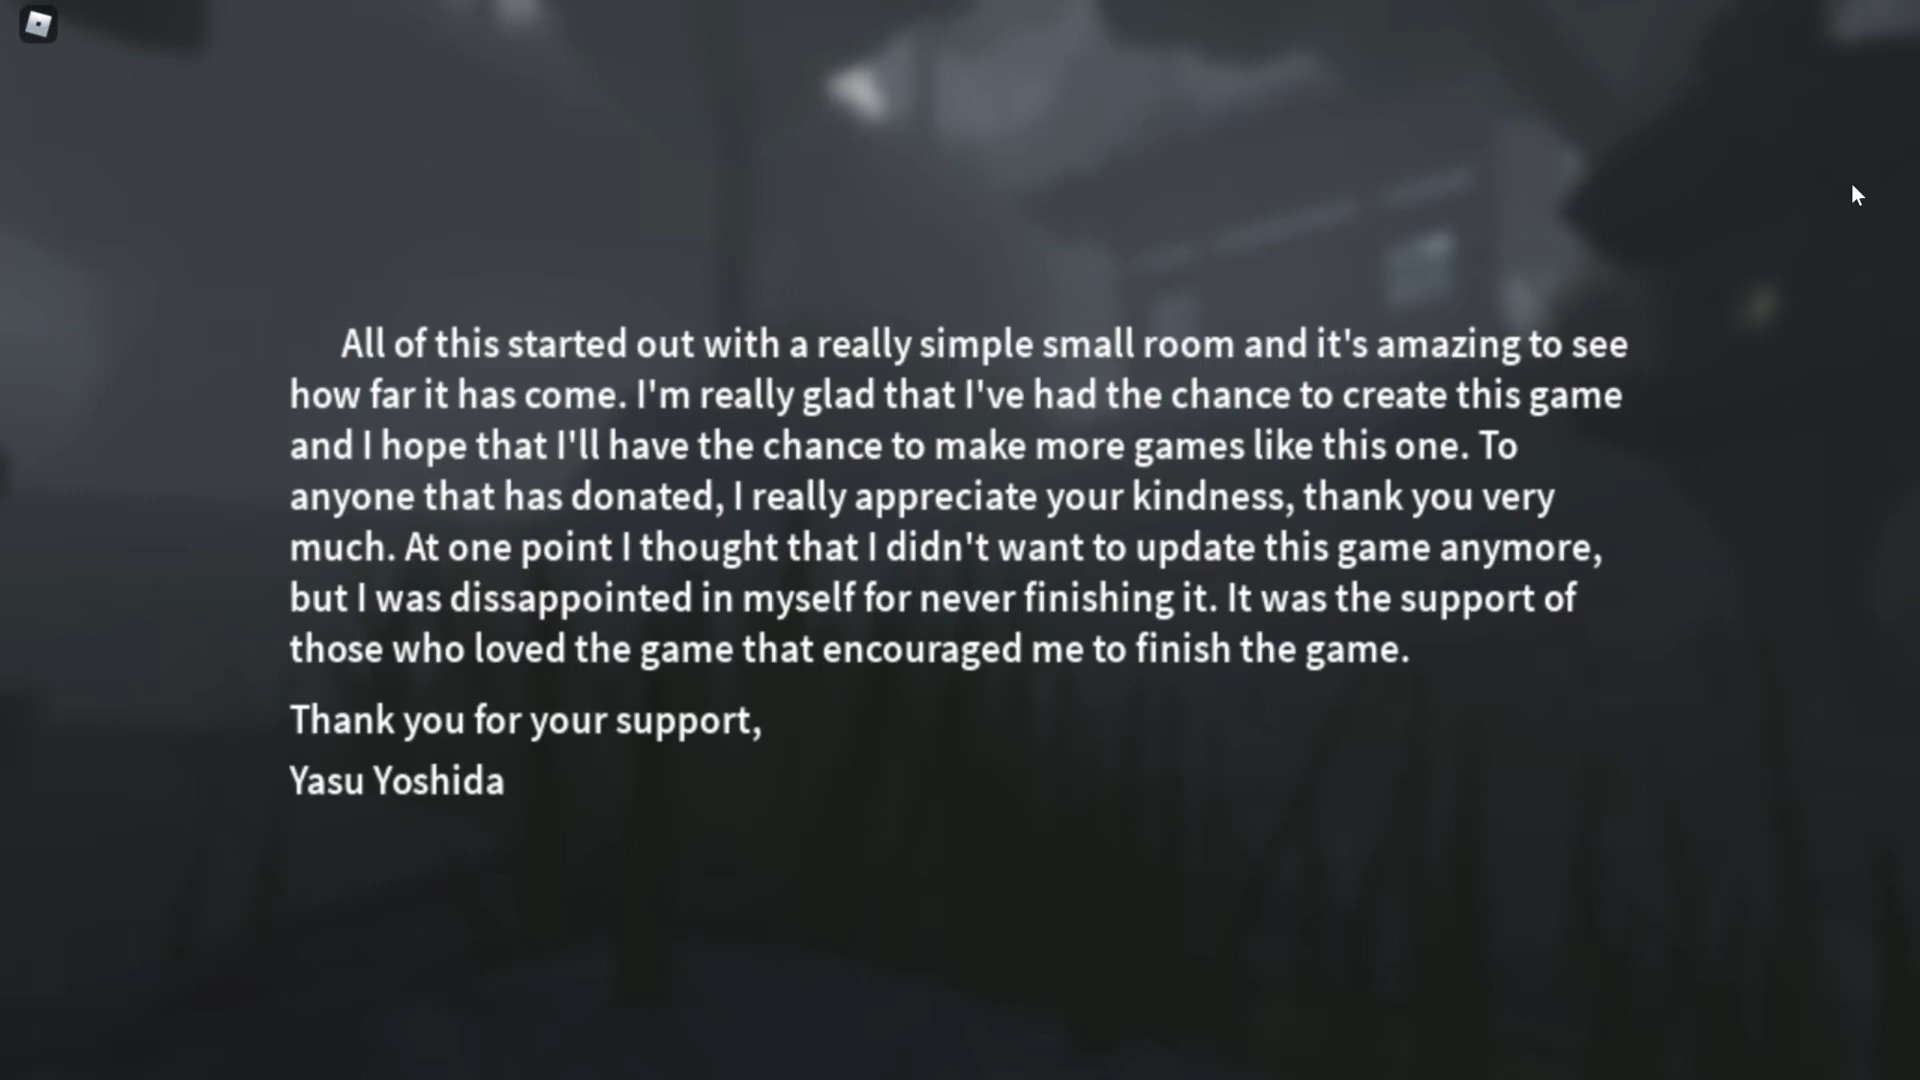 All of this started out with a really simple small room and it's amazing to see
how far it has come. I'm really glad that I've had the chance to create this game
and I hope that I'll have the chance to make more games like this one. To
anyone that has donated, I really appreciate your kindness, thank you very
much. At one point I thought that I didn't want to update this game anymore,
but I was dissappointed in myself for never finishing it. It was the support of
those who loved the game that encouraged me to finish the game.
Thank you for your support,
Yasu Yoshida